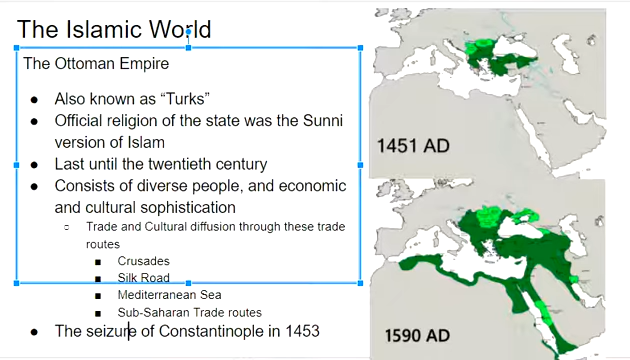 The Islamic World
The Ottoman Empire
● Also known as “Turks”
● Official religion of the state was the Sunni
version of Islam
● Last until the twentieth century
● Consists of diverse people, and economic
and cultural sophistication
○ Trade and Cultural diffusion through these trade
routes
■ Crusades
■ Silk Road
■ Mediterranean Sea
■ Sub-Saharan Trade routes
● The seizure of Constantinople in 1453
1451 AD
1590 AD